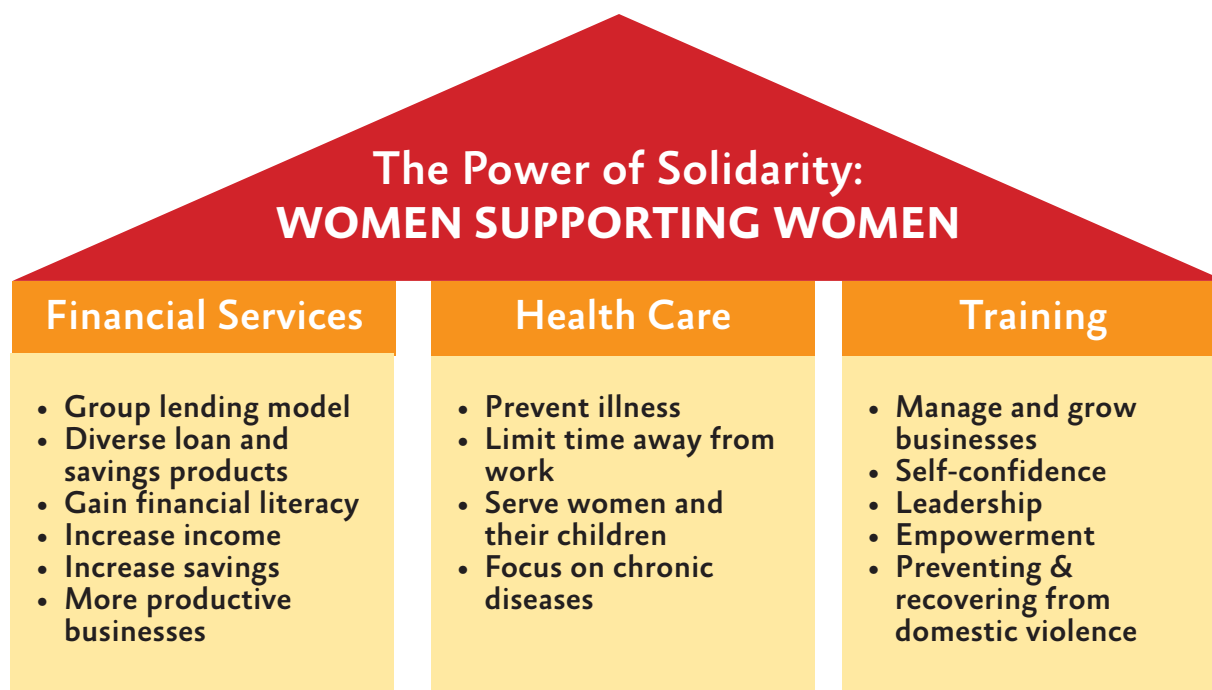 The Power of Solidarity:
WOMEN SUPPORTING WOMEN
Financial Services
• Group lending model
• Diverse loan and
savings products
• Gain financial literacy
• Increase income
• Increase savings
• More productive
businesses
Health Care
• Prevent illness
• Limit time away from
work
• Serve women and
their children
• Focus on chronic
diseases
Training
• Manage and grow
businesses
• Self-confidence
• Leadership
• Empowerment
• Preventing &
recovering from
domestic violence